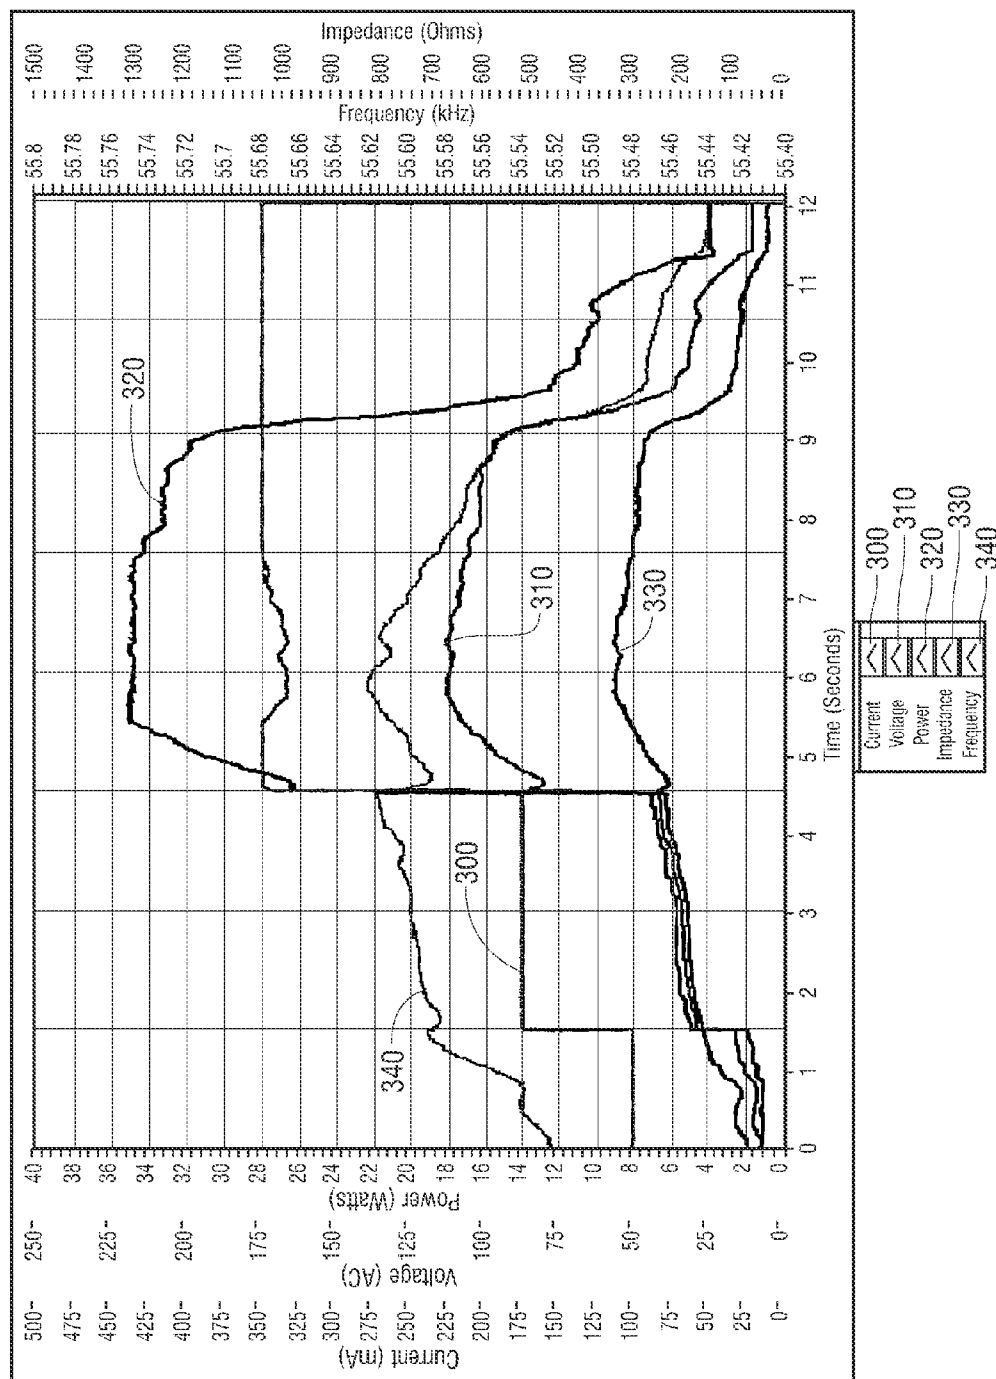 Impedance (Ohms)
1500 1400 1300 1200 1100 1000 900 800 700 600 500 400 300 200 100 0
Frequency (kHz)
55.8 55.78 55.76 55.74 55.72 55.7 55.68 55.66 55.64 55.62 55.60 55.58 55.56 55.54 55.52 55.50 55.48 55.46 55.44 55.42 55.40
320
310
330
340
300
0 1 2 3 4 5 6 7 8 9 10 11 12
Time (Seconds)
40 36 34 33 32 30 28 26 24 22 20 18 16 14 12 10 8 6 4 2 0
Power (Watts)
250- 225- 200- 175- 150- 125- 100- 75- 50- 25- 0-
Voltage (AC)
500- 475- 450- 425- 400- 375- 350- 325- 300- 275- 250- 225- 200- 175- 150- 125- 100- 75- 50- 25- 0-
Current (mA)
Current 300
Voltage 310
Power 320
Impedance 330
Frequency 340